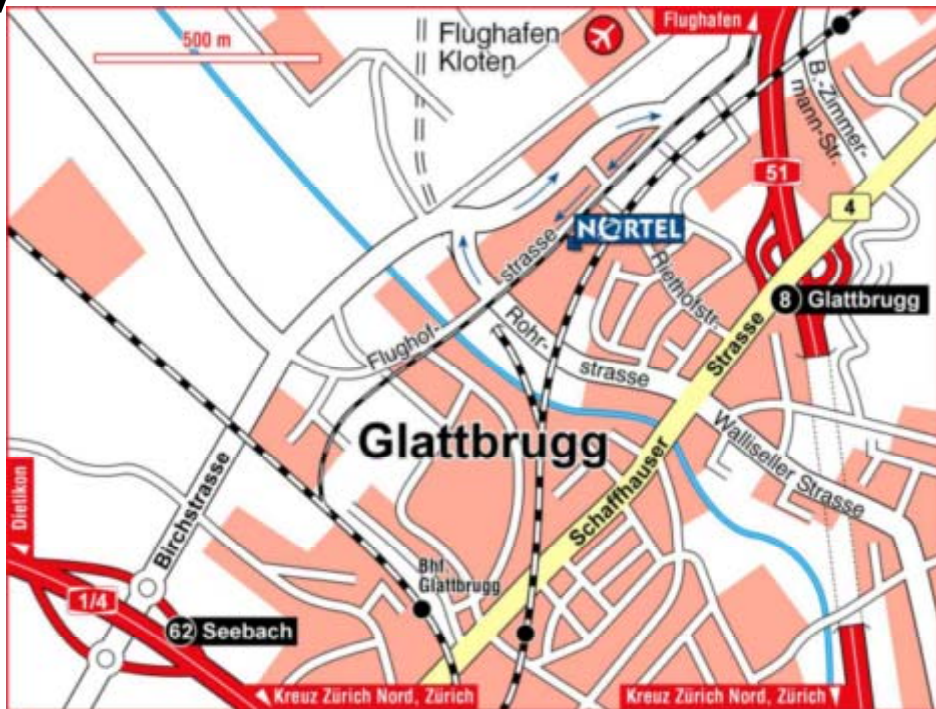 Flughafen
500 m
Flughafen
Kloten
B.-Zimmer-
mann-Str.
51
4
NORTEL
Flughof-
strasse
Riethofstr.
8 Glattbrugg
Rohr-
strasse
Strasse
Glattbrugg
Walliseller Strasse
Schaffhauser
Birchstrasse
Dietikon
Bhf.
Glattbrugg
1/4
62 Seebach
Kreuz Zürich Nord, Zürich
Kreuz Zürich Nord, Zürich